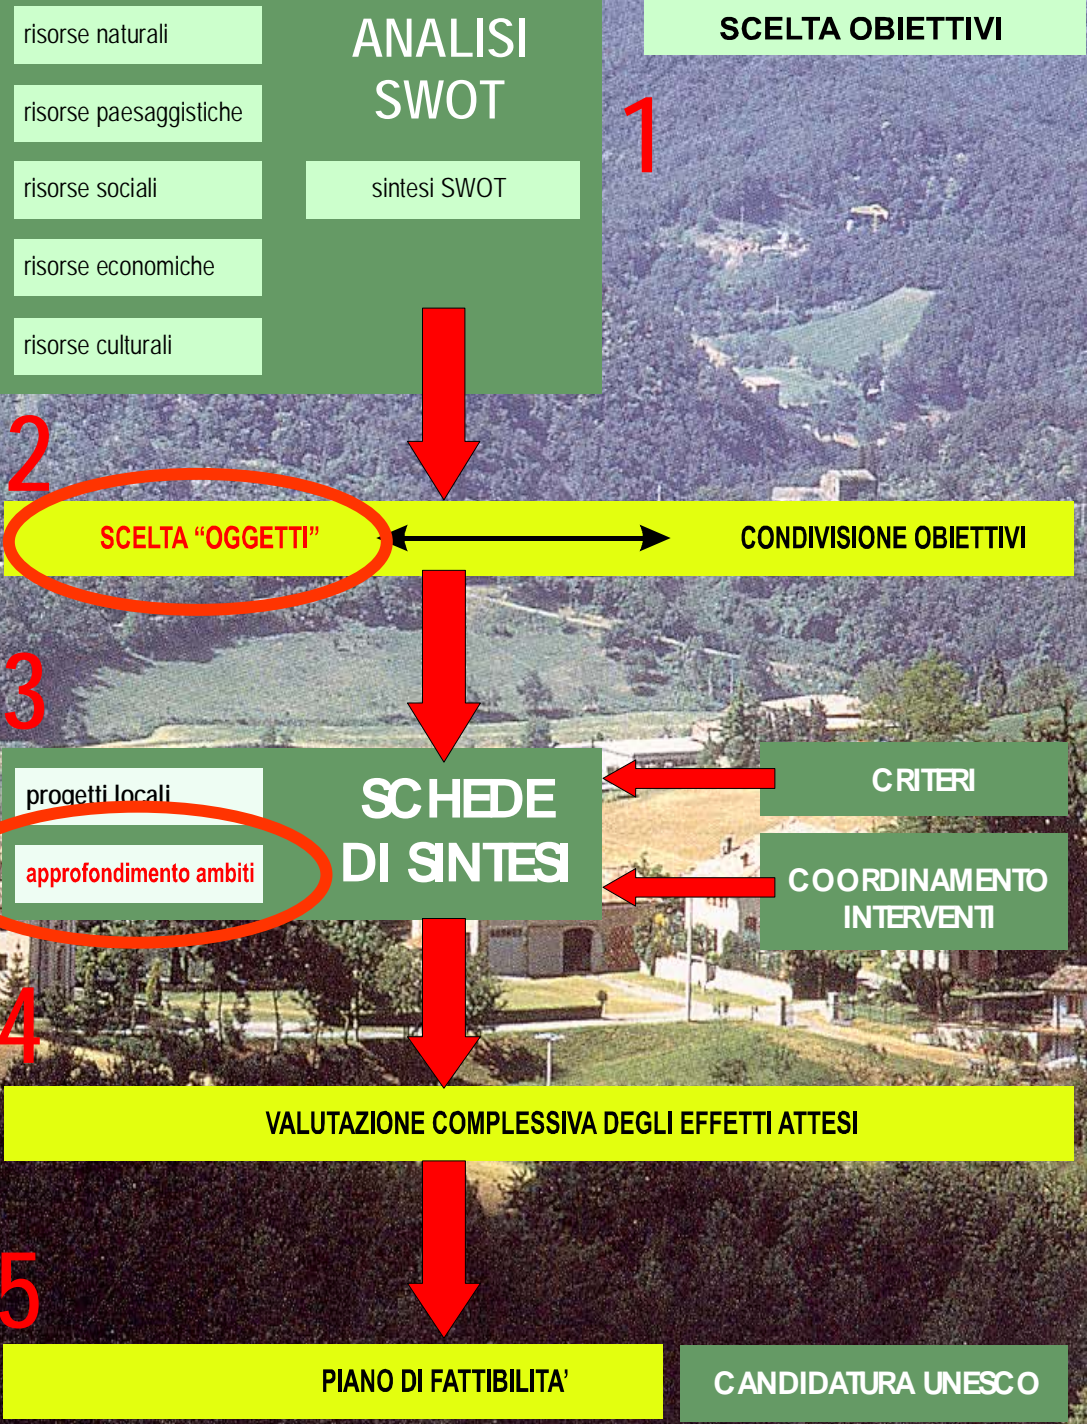 risorse naturali
risorse paesaggistiche
risorse sociali
risorse economiche
risorse culturali
ANALISI
SWOT
sintesi SWOT
SCELTA OBIETTIVI
1
2
SCELTA “OGGETTI”
CONDIVISIONE OBIETTIVI
3
progetti locali
approfondimento ambiti
SCHEDE
DI SINTESI
CRITERI
COORDINAMENTO
INTERVENTI
4
VALUTAZIONE COMPLESSIVA DEGLI EFFETTI ATTESI
5
PIANO DI FATTIBILITA’
CANDIDATURA UNESCO